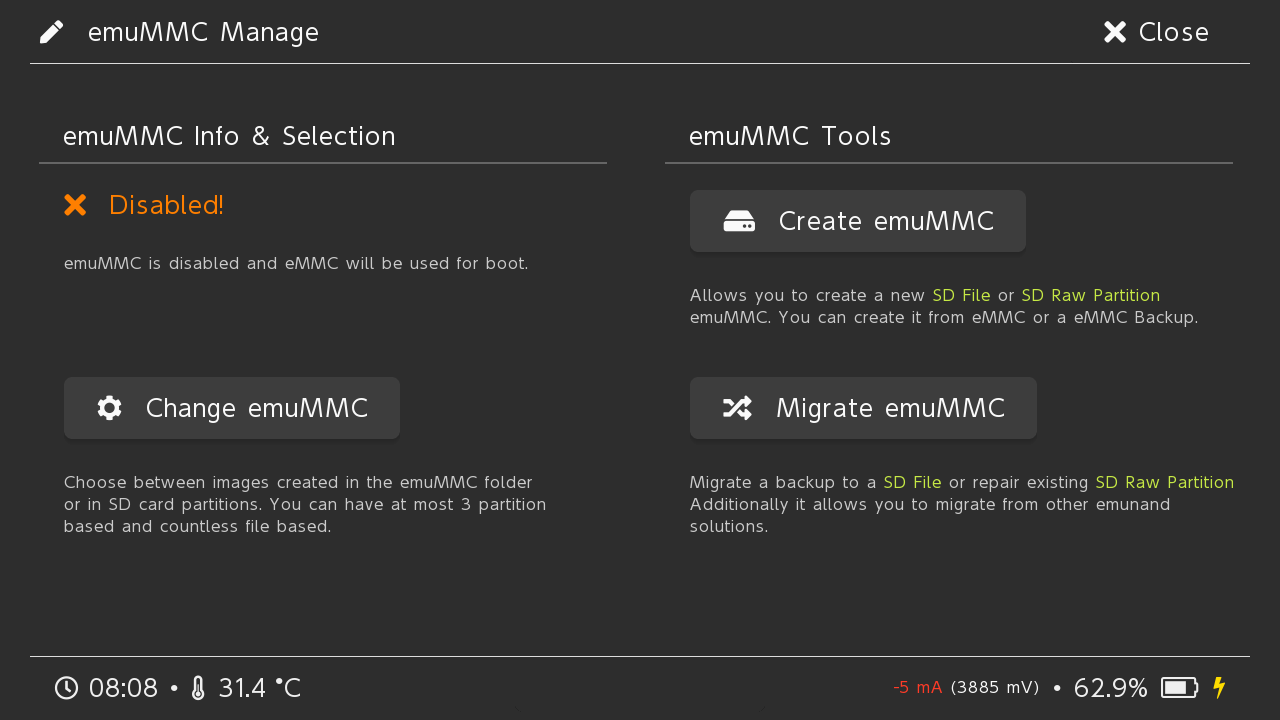 emuMMC Manage
Close
emuMMC Info & Selection
Disabled!
emuMMC is disabled and eMMC will be used for boot.
Change emuMMC
Choose between images created in the emuMMC folder
or in SD card partitions. You can have at most 3 partition
based and countless file based.
emuMMC Tools
Create emuMMC
Allows you to create a new SD File or SD Raw Partition
emuMMC. You can create it from eMMC or a eMMC Backup.
Migrate emuMMC
Migrate a backup to a SD File or repair existing SD Raw Partition
Additionally it allows you to migrate from other emunand
solutions.
08:08 • 31.4 °C
-5 mA (3885 mV) • 62.9%